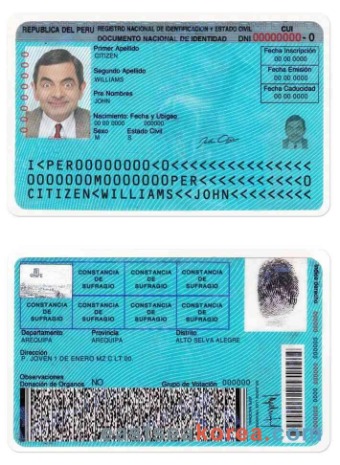 REPUBLICA DEL PERU REGISTRO NACIONAL DE IDENTIFICACION Y ESTADO CIVIL CUI
DOCUMENTO NACIONAL DE IDENTIDAD DNI 00000000 - 0
Primer Apellido
CITIZEN
Segundo Apellido
WILLIAMS
Pre Nombres
JOHN
Nacimiento: Fecha y Ubigeo
00 00 0000 000000
Sexo Estado Civil
M S
Fecha Inscripción
00 00 0000
Fecha Emisión
00 00 0000
Fecha Caducidad
00 00 0000
I<PER00000000<0<<<<<<<<<<<<<<<
0000000M0000000PER<<<<<<<<<<<0
CITIZEN<WILLIAMS<<JOHN<<<<<<<<
CONSTANCIA DE SUFRAGIO
CONSTANCIA DE SUFRAGIO
CONSTANCIA DE SUFRAGIO
CONSTANCIA DE SUFRAGIO
CONSTANCIA DE SUFRAGIO
CONSTANCIA DE SUFRAGIO
CONSTANCIA DE SUFRAGIO
Indice Derecho
Departamento Provincia Distrito
AREQUIPA AREQUIPA ALTO SELVA ALEGRE
Dirección
P. JOVEN 1 DE ENERO MZ C LT 00
Observaciones
Donación de Organos NO Grupo de Votación 000000
korea.com